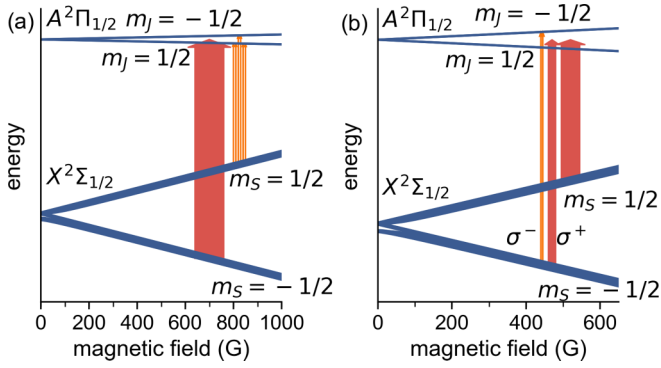 (a)
A²Π₁/₂ m_J = −1/2
m_J = 1/2
energy
X²Σ₁/₂
m_S = 1/2
m_S = −1/2
0 200 400 600 800 1000
magnetic field (G)
(b)
m_J = −1/2
A²Π₁/₂
m_J = 1/2
energy
X²Σ₁/₂
m_S = 1/2
σ⁻ σ⁺
m_S = −1/2
0 200 400 600
magnetic field (G)